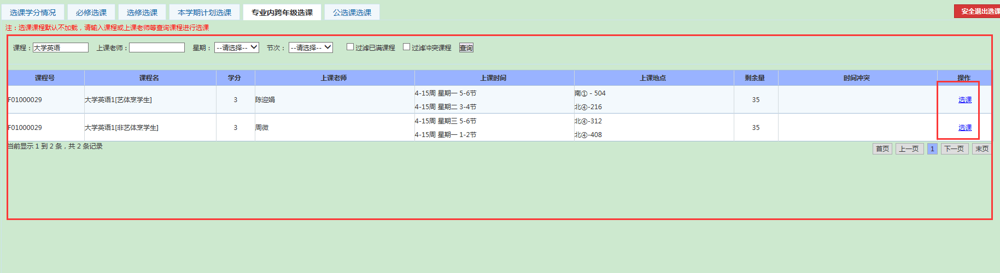 选课学分情况 必修选课 选修选课 本学期计划选课 专业内跨年级选课 公选课选课 安全退出选课
注：选课课程默认不加载，请输入课程或上课老师等查询课程进行选课
课程：大学英语 上课老师： 星期： --请选择-- 节次： --请选择-- 过滤已满课程 过滤冲突课程 查询
课程号 课程名 学分 上课老师 上课时间 上课地点 剩余量 时间冲突 操作
F01000029 大学英语1[艺体烹学生] 3 陈迎娟 4-15周 星期一 5-6节 南① - 504 35 选课
4-15周 星期二 3-4节 北④-216
F01000029 大学英语1[非艺体烹学生] 3 周微 4-15周 星期三 5-6节 北④-312 35 选课
4-15周 星期一 1-2节 北④-408
当前显示 1 到 2 条，共 2 条记录 首页 上一页 1 下一页 末页